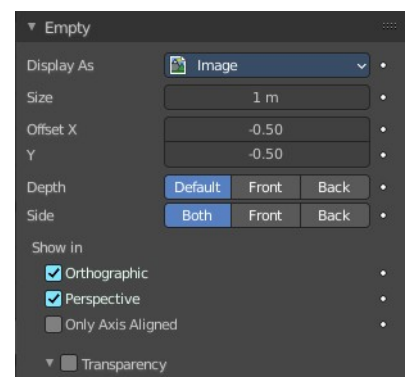 Empty
Display As Image
Size 1 m
Offset X -0.50
Y -0.50
Depth Default Front Back
Side Both Front Back
Show in
Orthographic
Perspective
Only Axis Aligned
Transparency